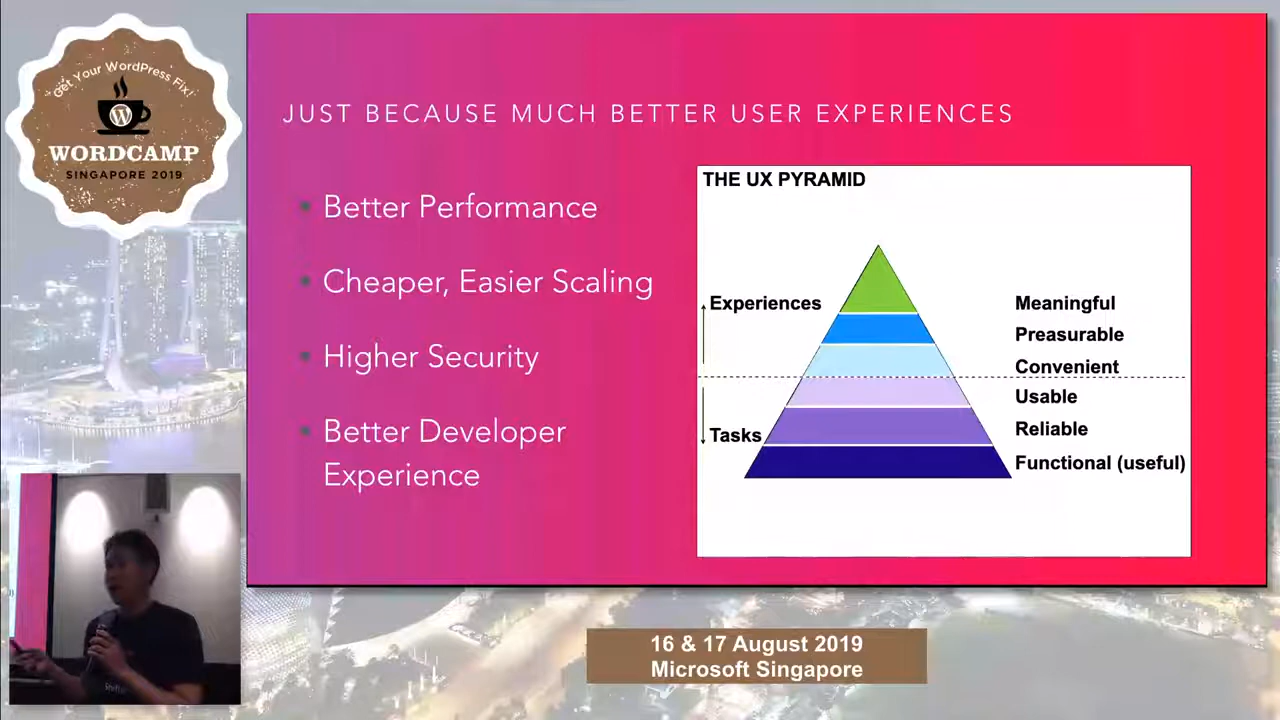 Get Your WordPress Fix!
WORDCAMP
SINGAPORE 2019
JUST BECAUSE MUCH BETTER USER EXPERIENCES
Better Performance
Cheaper, Easier Scaling
Higher Security
Better Developer
Experience
THE UX PYRAMID
Experiences
Tasks
Meaningful
Preasurable
Convenient
Usable
Reliable
Functional (useful)
16 & 17 August 2019
Microsoft Singapore